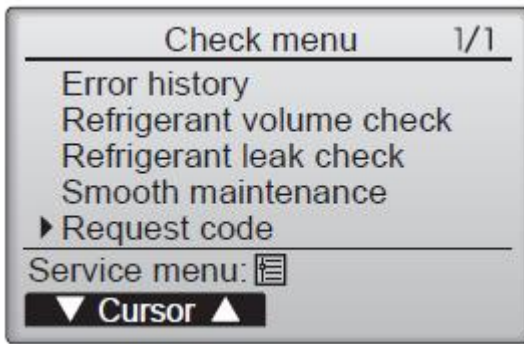 Check menu 1/1
Error history
Refrigerant volume check
Refrigerant leak check
Smooth maintenance
▶Request code
Service menu:
▼ Cursor ▲